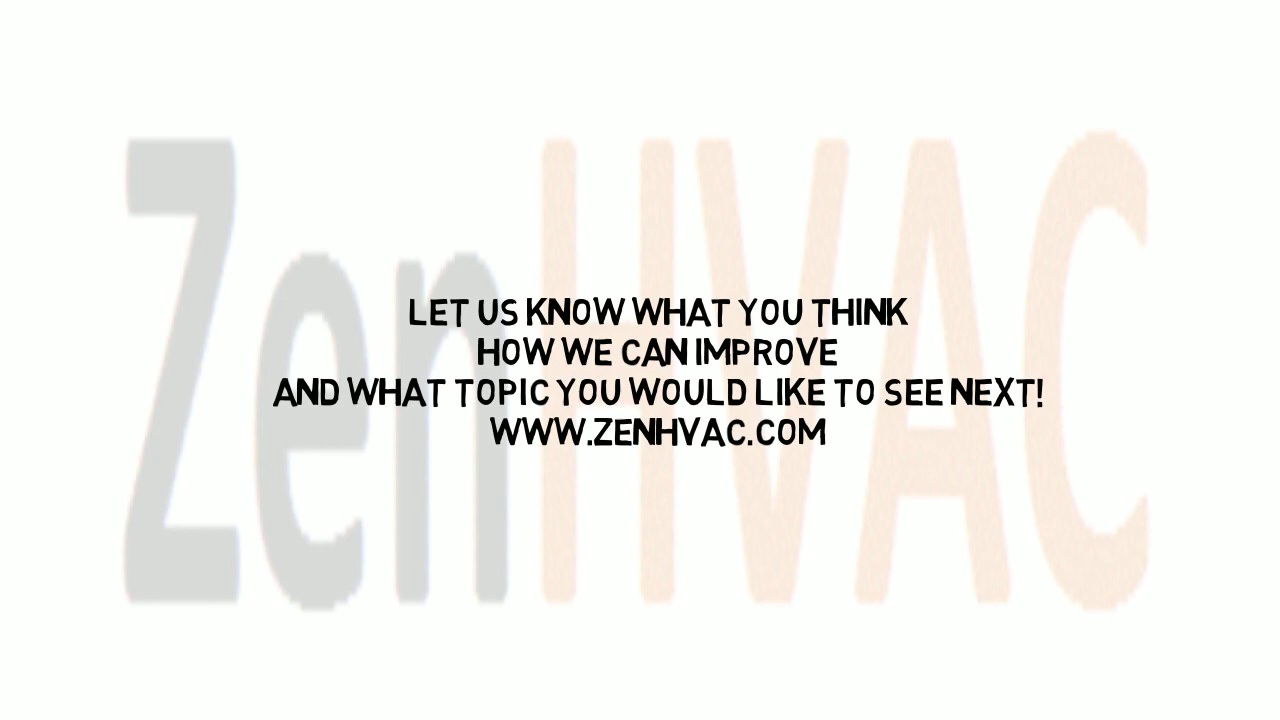 ZenHVAC
LET US KNOW WHAT YOU THINK
HOW WE CAN IMPROVE
AND WHAT TOPIC YOU WOULD LIKE TO SEE NEXT!
WWW.ZENHVAC.COM